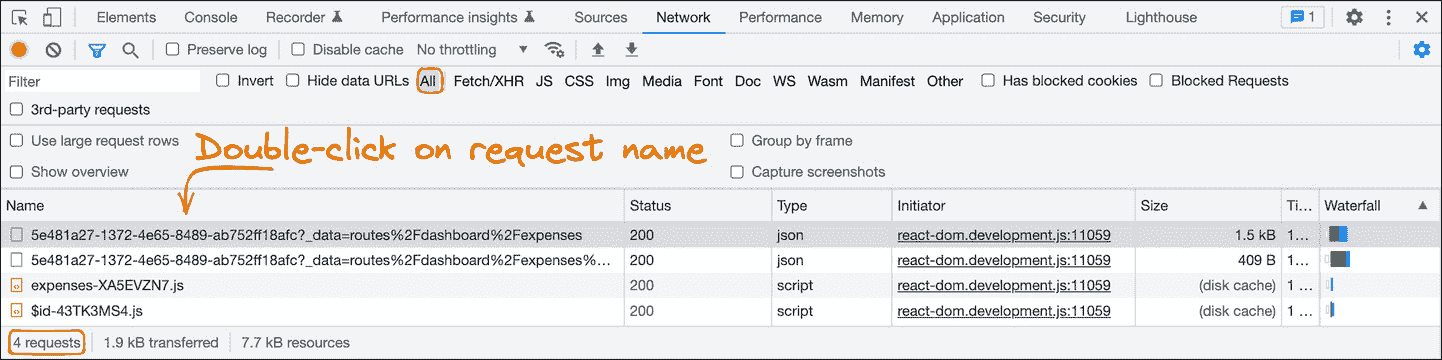 Elements Console Recorder Performance insights Sources Network Performance Memory Application Security Lighthouse 1
Preserve log Disable cache No throttling
Filter Invert Hide data URLs All Fetch/XHR JS CSS Img Media Font Doc WS Wasm Manifest Other Has blocked cookies Blocked Requests
3rd-party requests
Use large request rows Group by frame
Double-click on request name
Show overview Capture screenshots
Name Status Type Initiator Size Ti... Waterfall
5e481a27-1372-4e65-8489-ab752ff18afc?_data=routes%2Fdashboard%2Fexpenses 200 json react-dom.development.js:11059 1.5 kB 1...
5e481a27-1372-4e65-8489-ab752ff18afc?_data=routes%2Fdashboard%2Fexpenses%... 200 json react-dom.development.js:11059 409 B 1...
expenses-XA5EVZN7.js 200 script react-dom.development.js:11059 (disk cache) 1 ...
$id-43TK3MS4.js 200 script react-dom.development.js:11059 (disk cache) 1 ...
4 requests 1.9 kB transferred 7.7 kB resources